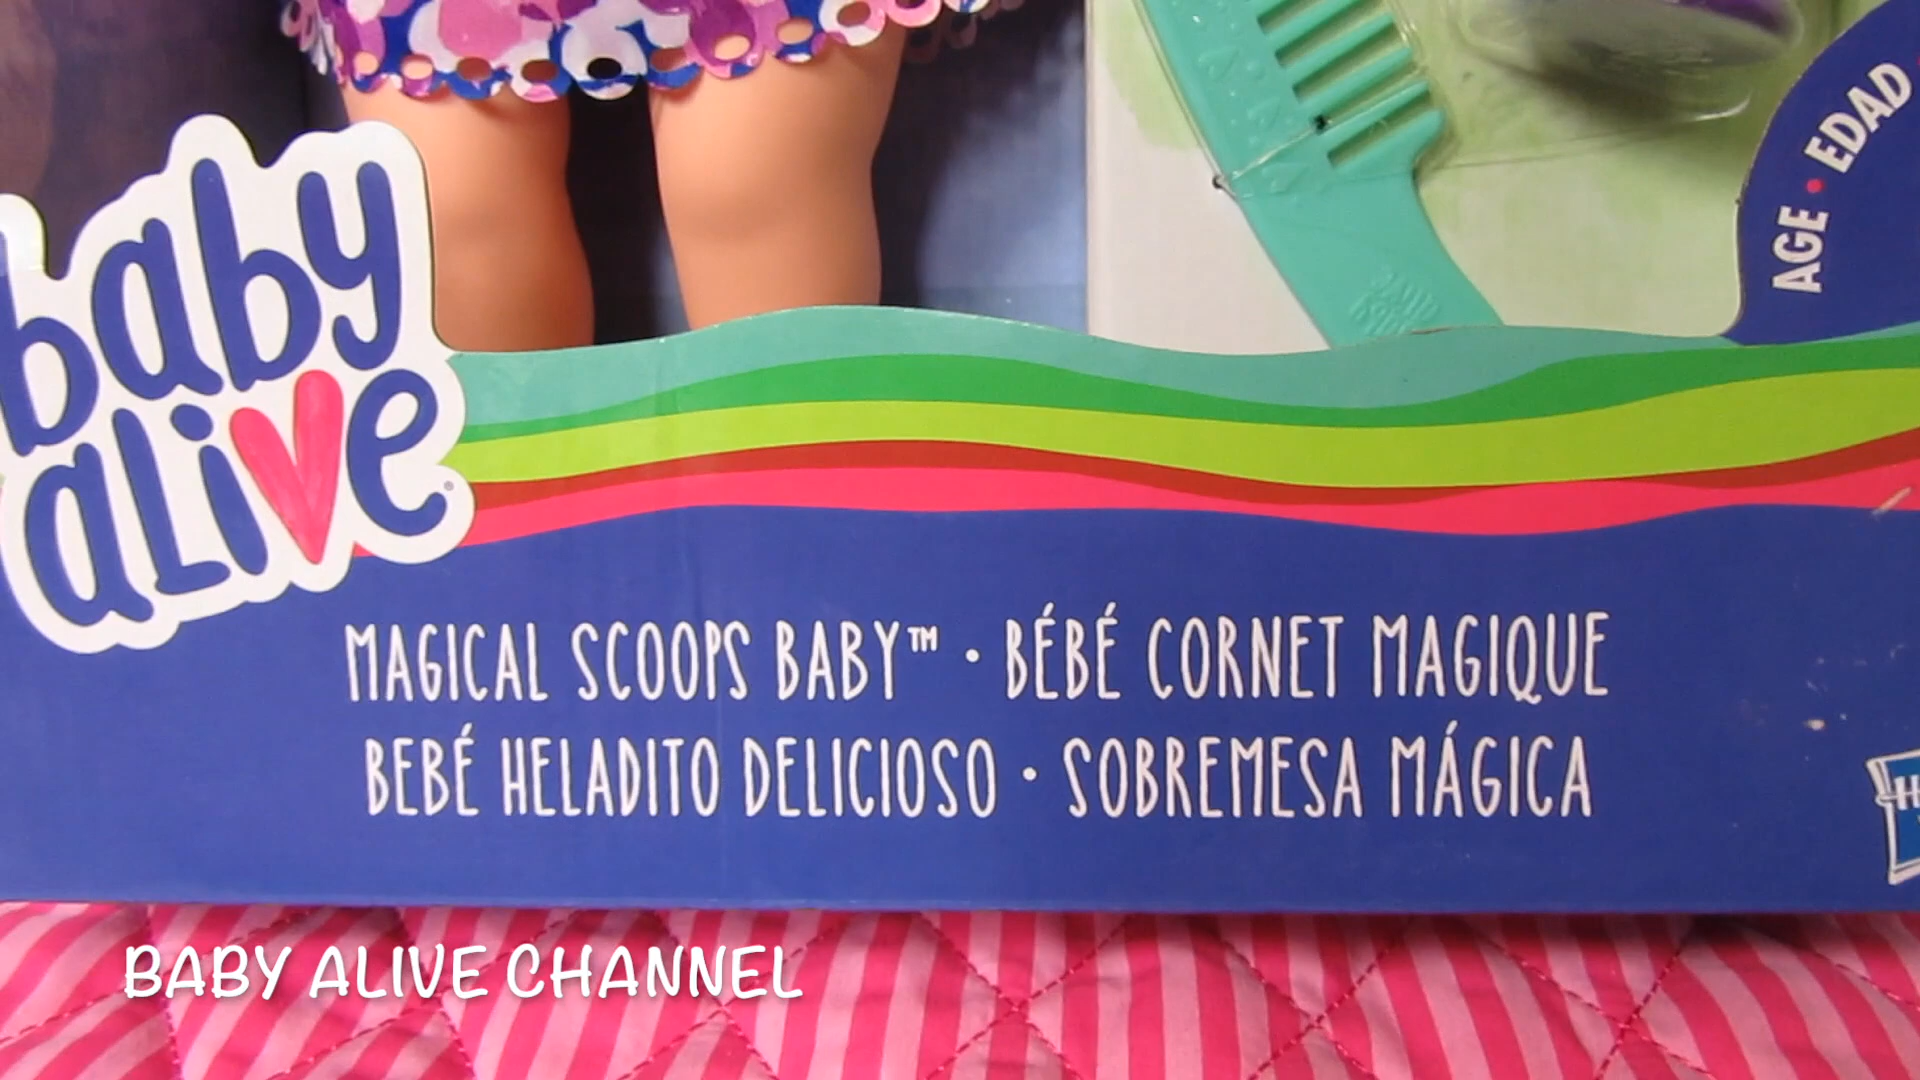 AGE • EDAD
baby
alive
MAGICAL SCOOPS BABY™ • BÉBÉ CORNET MAGIQUE
BEBÉ HELADITO DELICIOSO • SOBREMESA MÁGICA
BABY ALIVE CHANNEL